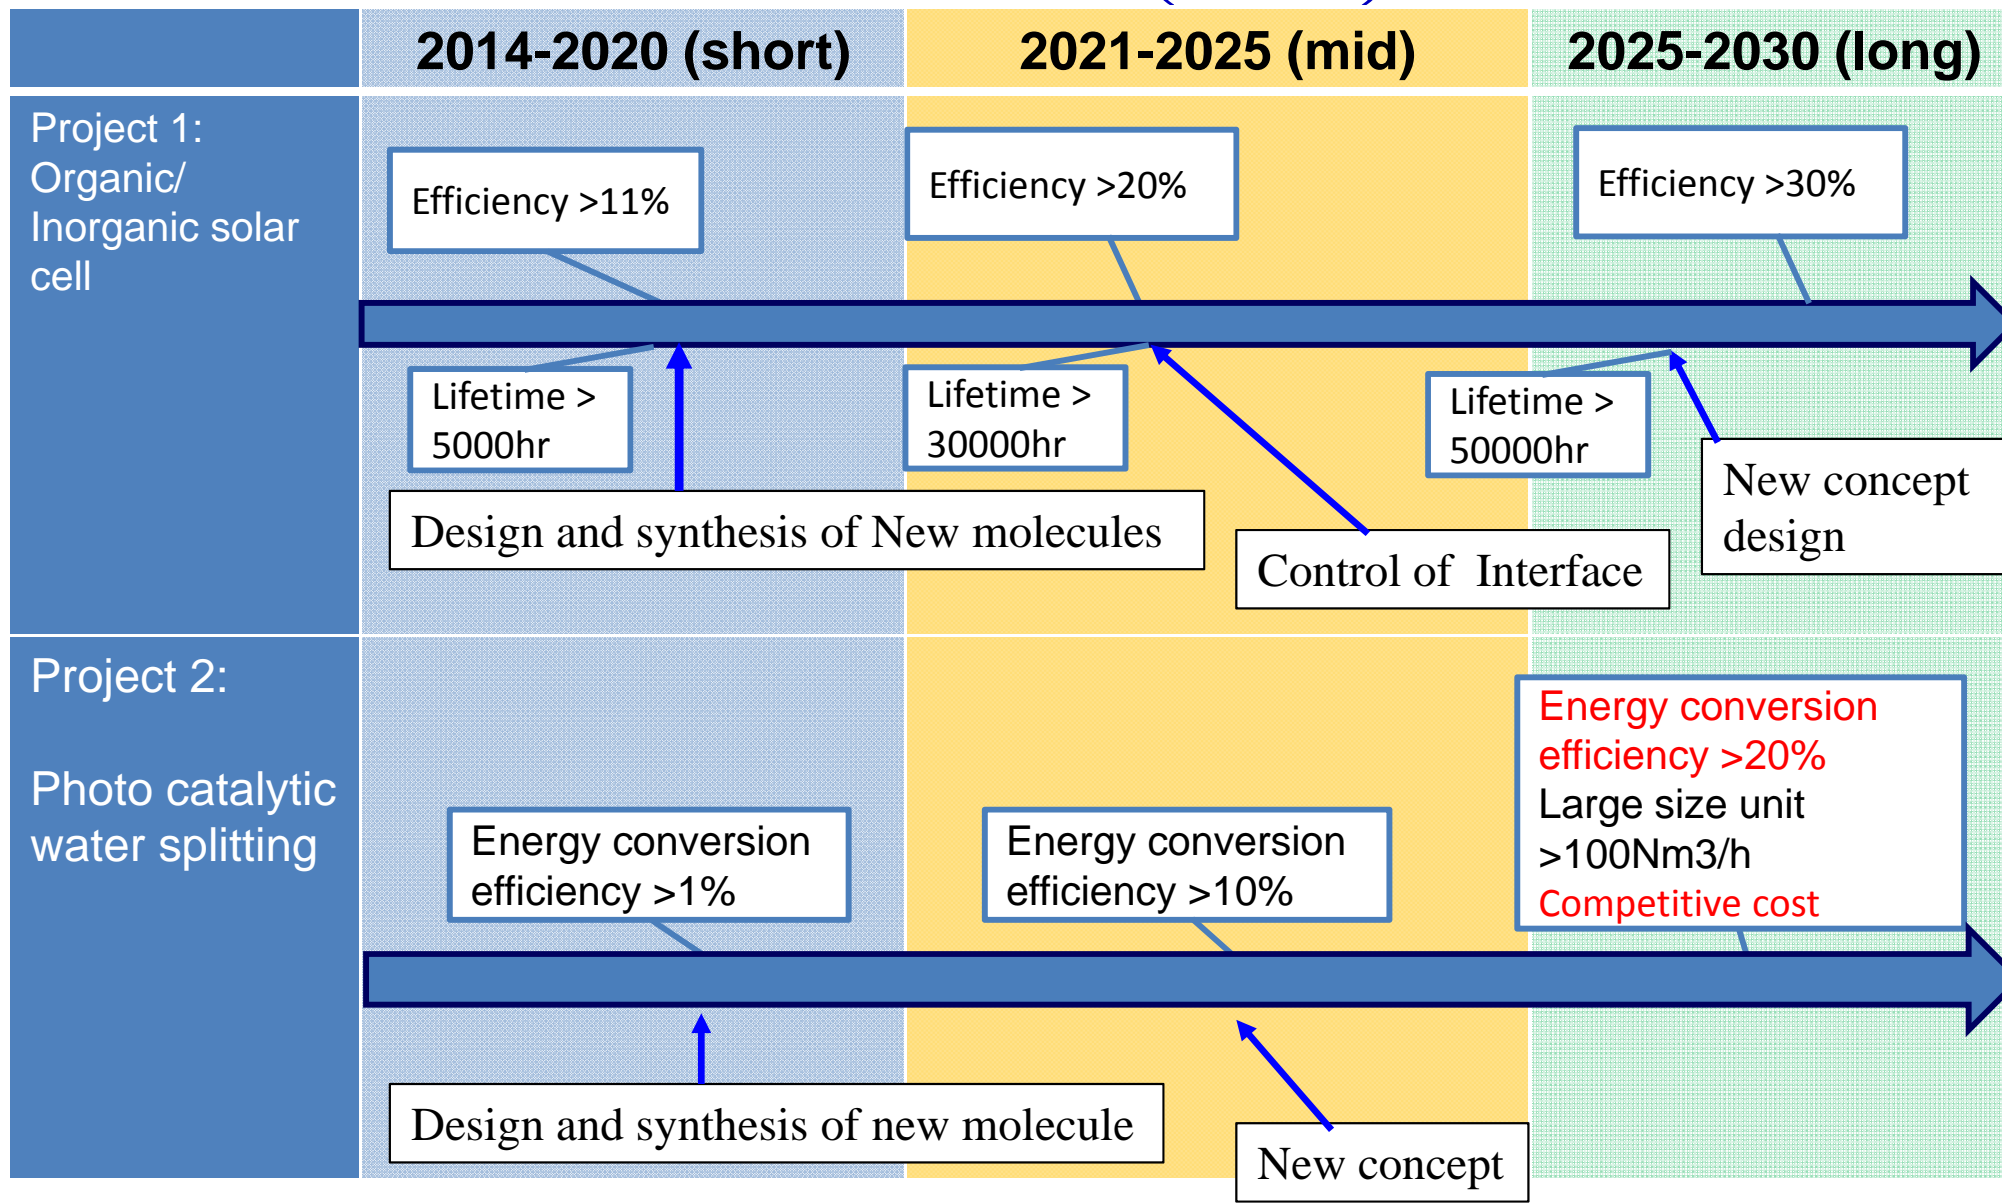 2014-2020 (short)
2021-2025 (mid)
2025-2030 (long)
Project 1:
Organic/
Inorganic solar
cell
Efficiency >11%
Efficiency >20%
Efficiency >30%
Lifetime >
5000hr
Lifetime >
30000hr
Lifetime >
50000hr
Design and synthesis of New molecules
Control of Interface
New concept
design
Project 2:
Photo catalytic
water splitting
Energy conversion
efficiency >1%
Energy conversion
efficiency >10%
Energy conversion
efficiency >20%
Large size unit
>100Nm3/h
Competitive cost
Design and synthesis of new molecule
New concept